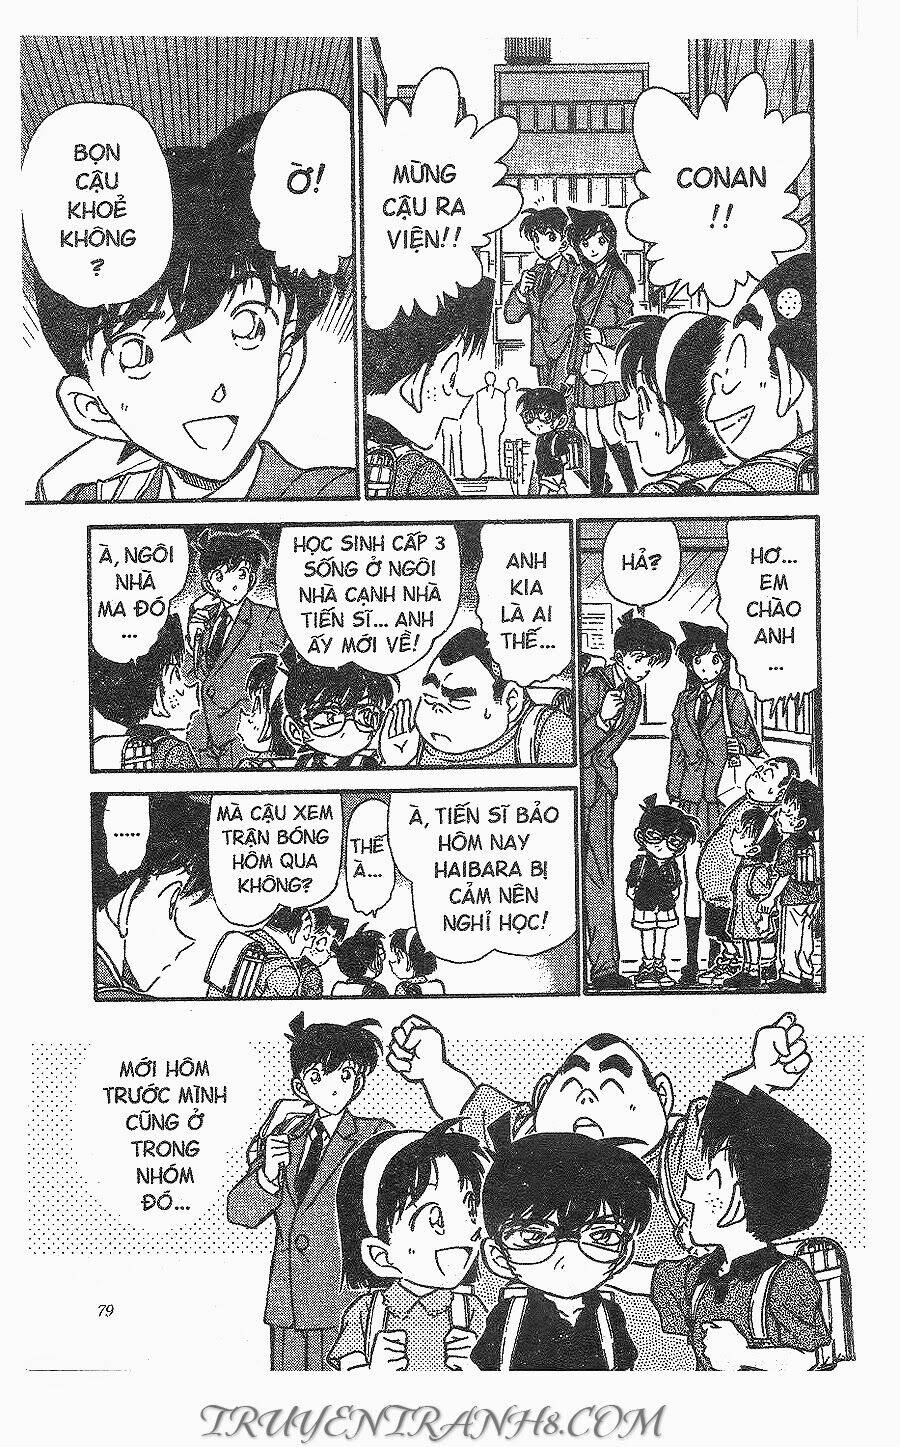 CONAN
!!
MỪNG
CẬU RA
VIỆN!!
Ờ!
BỌN
CẬU
KHOẺ
KHÔNG
?
HƠ...
EM
CHÀO
ANH
...
HẢ?
ANH
KIA
LÀ AI
THẾ...
HỌC SINH CẤP 3
SỐNG Ở NGÔI
NHÀ CẠNH NHÀ
TIẾN SĨ... ANH
ẤY MỚI VỀ!
À, NGÔI
NHÀ
MA ĐÓ
...
À, TIẾN SĨ BẢO
HÔM NAY
HAIBARA BỊ
CẢM NÊN
NGHỈ HỌC!
THẾ
À...
MÀ CẬU XEM
TRẬN BÓNG
HÔM QUA
KHÔNG?
......
MỚI HÔM
TRƯỚC MÌNH
CŨNG Ở
TRONG
NHÓM
ĐÓ...
79
TRUYENTRANH8.COM